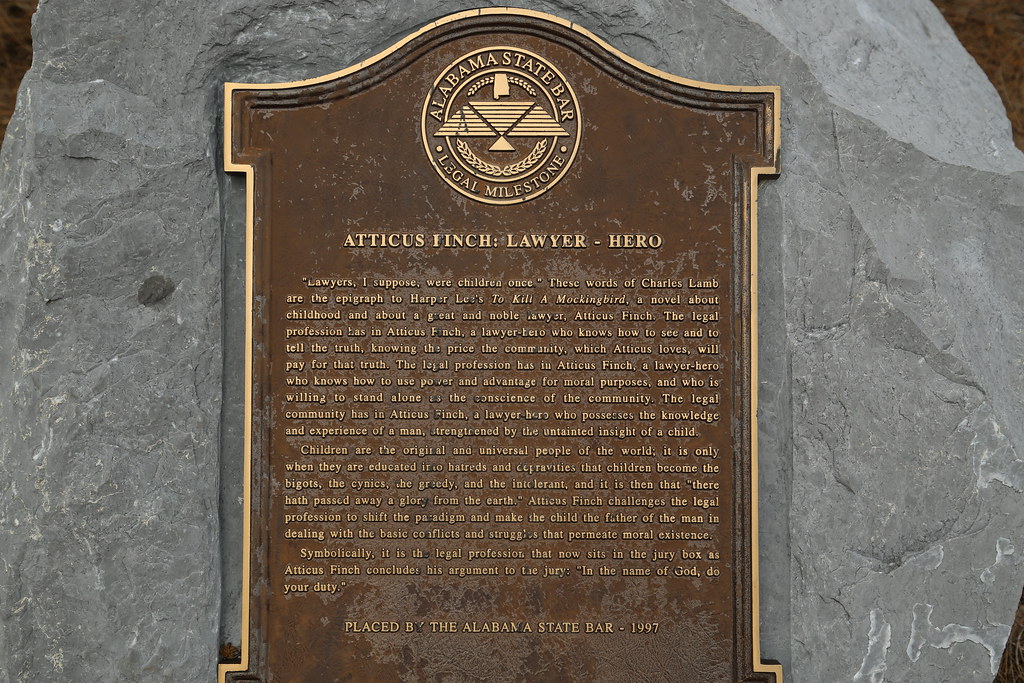 ALABAMA STATE BAR
• LEGAL MILESTONE •
ATTICUS FINCH: LAWYER - HERO
"Lawyers, I suppose, were children once." These words of Charles Lamb
are the epigraph to Harper Lee's To Kill A Mockingbird, a novel about
childhood and about a great and noble lawyer, Atticus Finch. The legal
profession has in Atticus Finch, a lawyer-hero who knows how to see and to
tell the truth, knowing the price the community, which Atticus loves, will
pay for that truth. The legal profession has in Atticus Finch, a lawyer-hero
who knows how to use power and advantage for moral purposes, and who is
willing to stand alone as the conscience of the community. The legal
community has in Atticus Finch, a lawyer-hero who possesses the knowledge
and experience of a man, strengthened by the untainted insight of a child.
Children are the original and universal people of the world; it is only
when they are educated into hatreds and depravities that children become the
bigots, the cynics, the greedy, and the intolerant, and it is then that "there
hath passed away a glory from the earth." Atticus Finch challenges the legal
profession to shift the paradigm and make the child the father of the man in
dealing with the basic conflicts and struggles that permeate moral existence.
Symbolically, it is the legal profession that now sits in the jury box as
Atticus Finch concludes his argument to the jury: "In the name of God, do
your duty."
PLACED BY THE ALABAMA STATE BAR - 1997